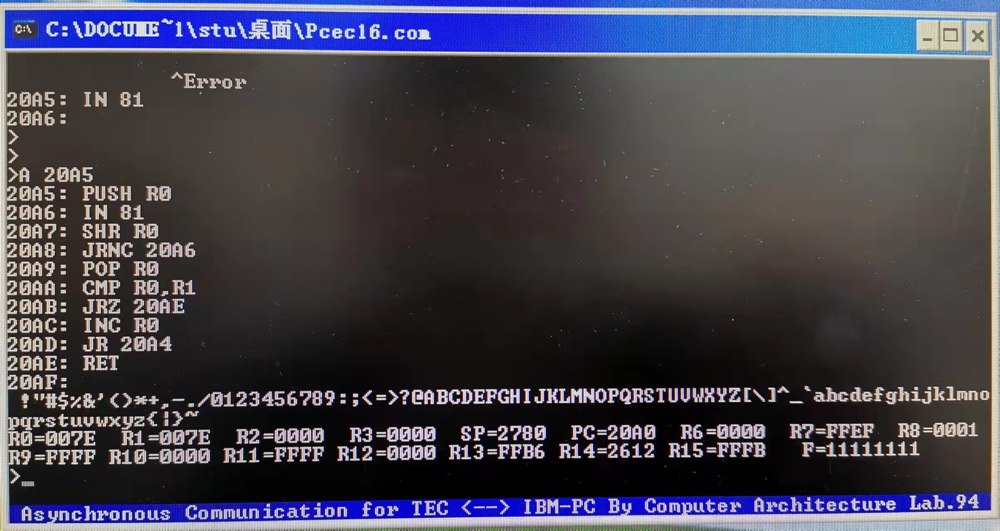 C:\DOCUME~1\stu\桌面\Pcec16.com
^Error
20A5: IN 81
20A6:
>
>
>A 20A5
20A5: PUSH R0
20A6: IN 81
20A7: SHR R0
20A8: JRNC 20A6
20A9: POP R0
20AA: CMP R0,R1
20AB: JRZ 20AE
20AC: INC R0
20AD: JR 20A4
20AE: RET
20AF:
 !"#$%&'()*+,-./0123456789:;<=>?@ABCDEFGHIJKLMNOPQRSTUVWXYZ[\]^_`abcdefghijklmno
pqrstuvwxyz{|}~
R0=007E R1=007E R2=0000 R3=0000 SP=2780 PC=20A0 R6=0000 R7=FFEF R8=0001
R9=FFFF R10=0000 R11=FFFF R12=0000 R13=FFB6 R14=2612 R15=FFFB F=11111111
>_
Asynchronous Communication for TEC <--> IBM-PC By Computer Architecture Lab.94